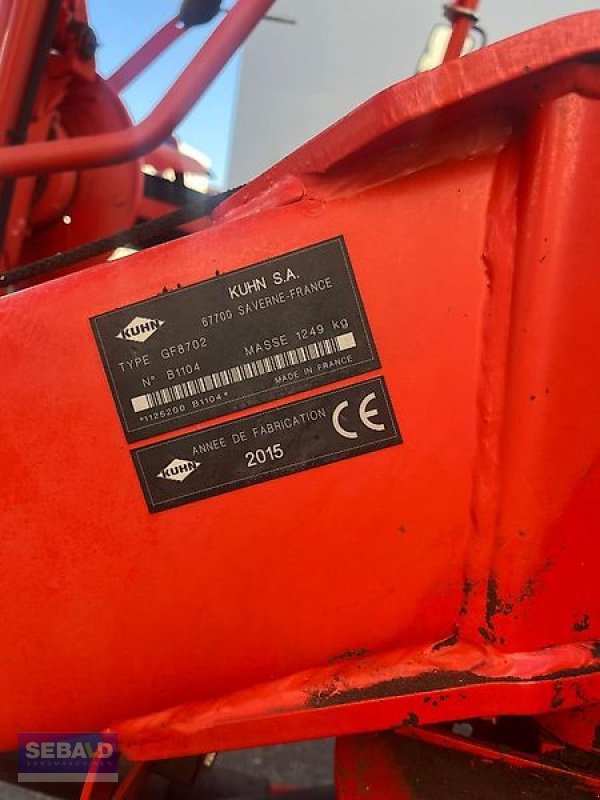 KUHN
KUHN S.A.
67700 SAVERNE-FRANCE
TYPE GF8702
MASSE 1249 kg
N° B1104
*1125200 B1104*
MADE IN FRANCE
KUHN
ANNEE DE FABRICATION
2015
CE
SEBALD
LANDMASCHINEN